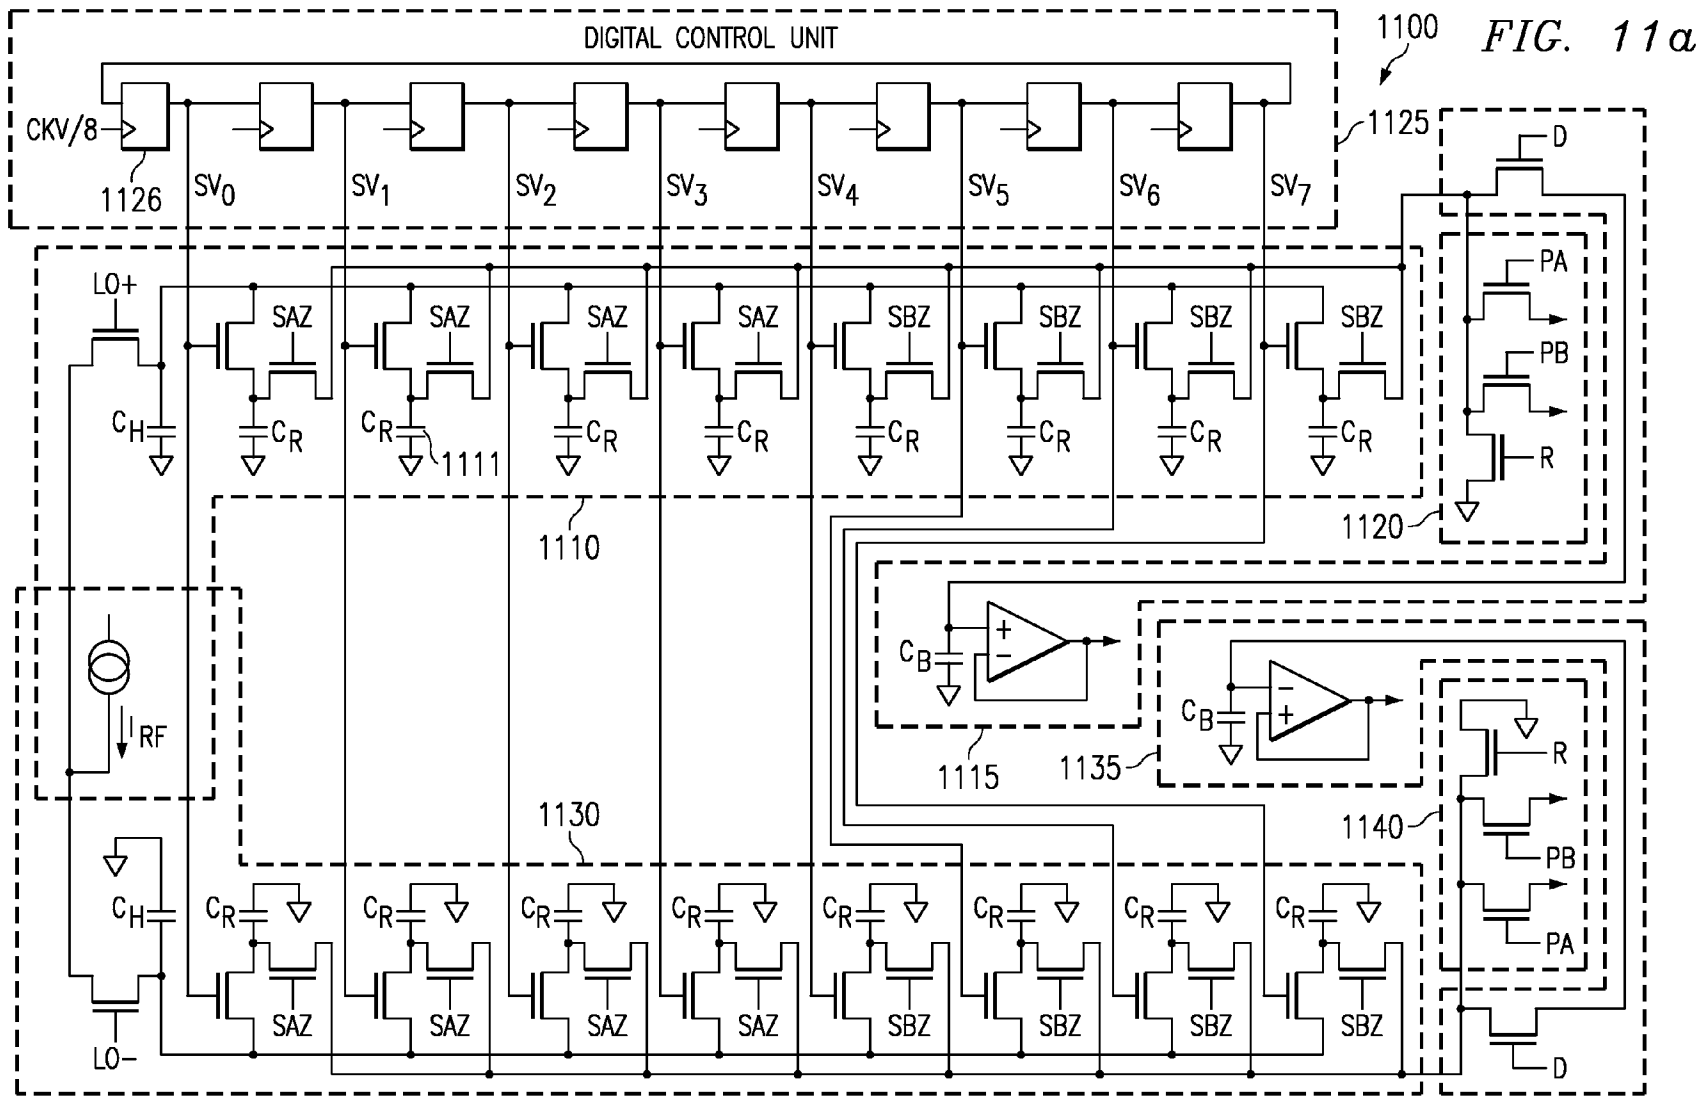 DIGITAL CONTROL UNIT
1100
FIG. 11a
CKV/8
1126
1125
SV0 SV1 SV2 SV3 SV4 SV5 SV6 SV7
D
LO+
SAZ SAZ SAZ SAZ SBZ SBZ SBZ SBZ
PA
PB
R
CH CR CR CR CR CR CR CR CR
1111
1110
1120
IRF
CB + −
1115
CB − +
1135
R
1130
1140
PB
PA
CH CR CR CR CR CR CR CR CR
SAZ SAZ SAZ SAZ SBZ SBZ SBZ SBZ
LO−
D